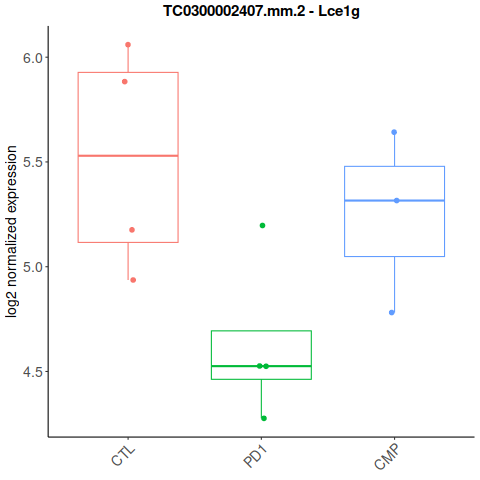 TC0300002407.mm.2 - Lce1g
log2 normalized expression
6.0
5.5
5.0
4.5
CTL
PD1
CMP